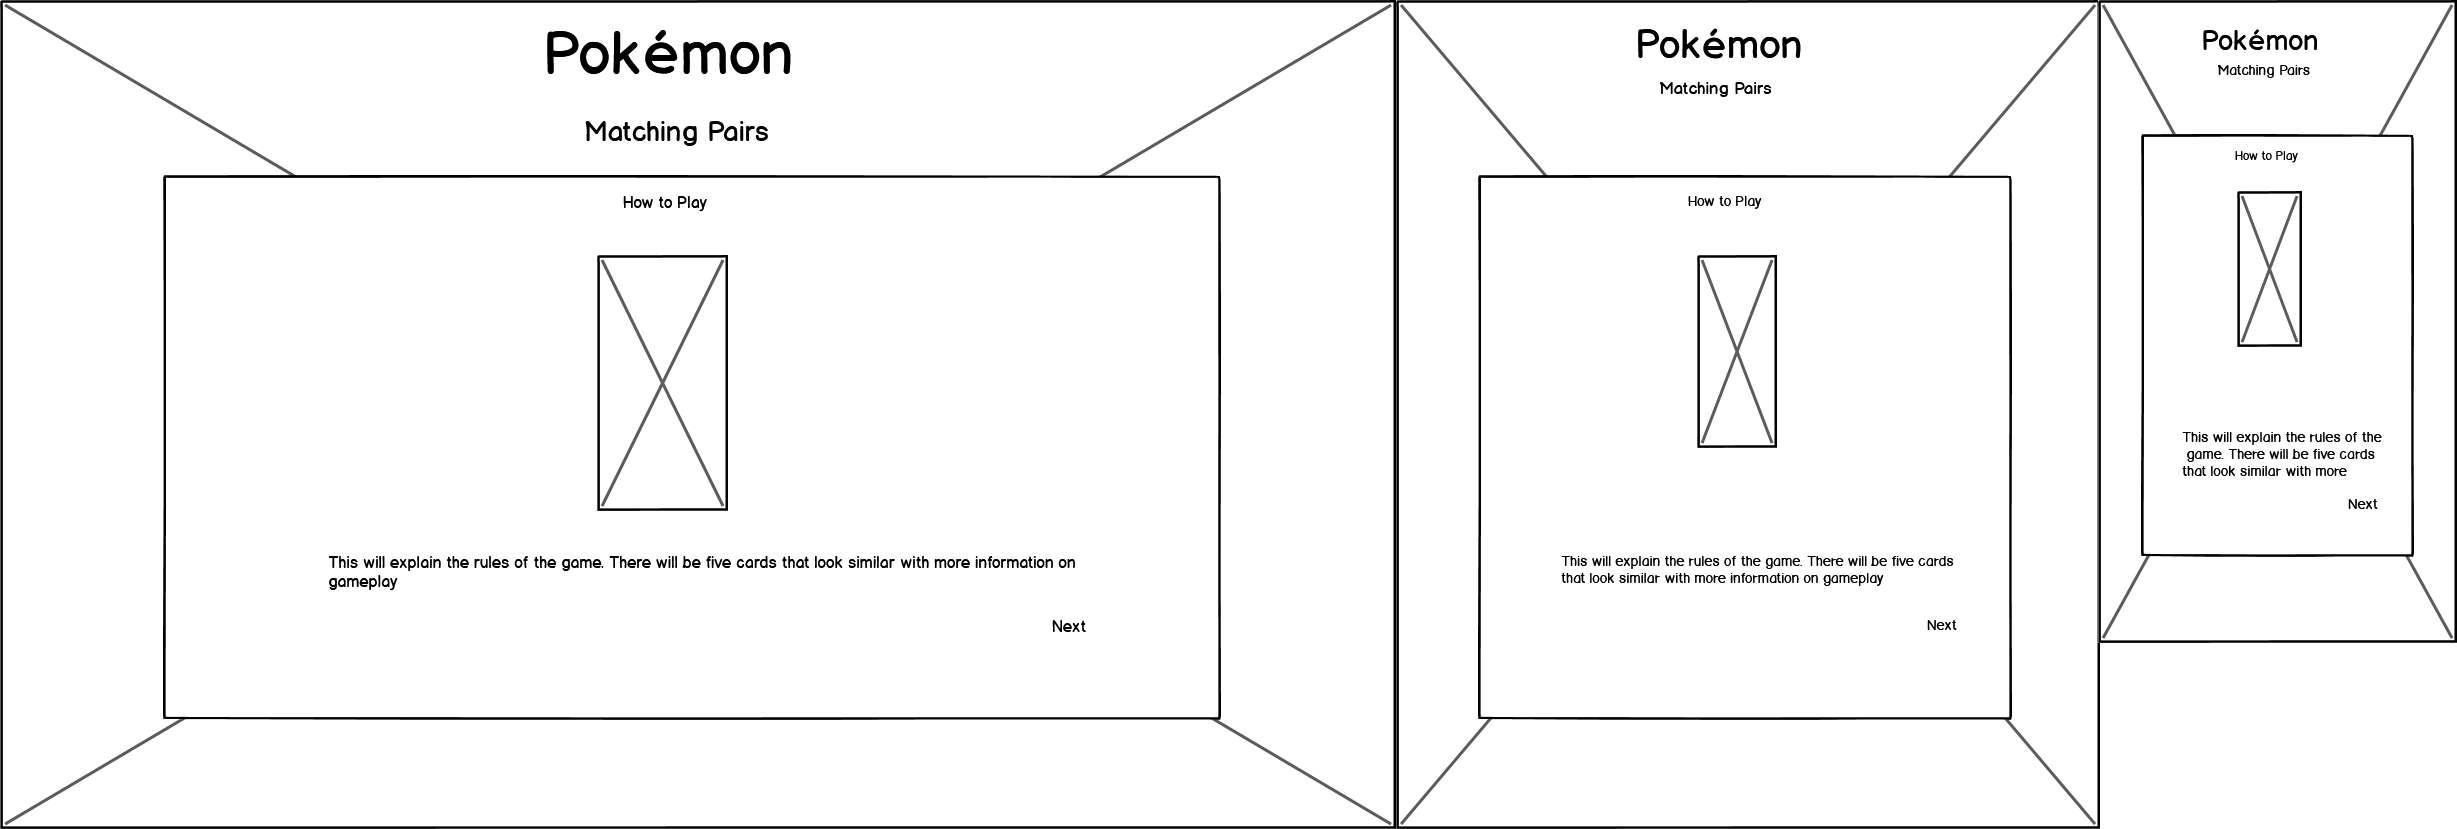 Pokémon
Matching Pairs
How to Play
This will explain the rules of the game. There will be five cards that look similar with more information on
gameplay
Next
Pokémon
Matching Pairs
How to Play
This will explain the rules of the game. There will be five cards
that look similar with more information on gameplay
Next
Pokémon
Matching Pairs
How to Play
This will explain the rules of the
game. There will be five cards
that look similar with more
Next